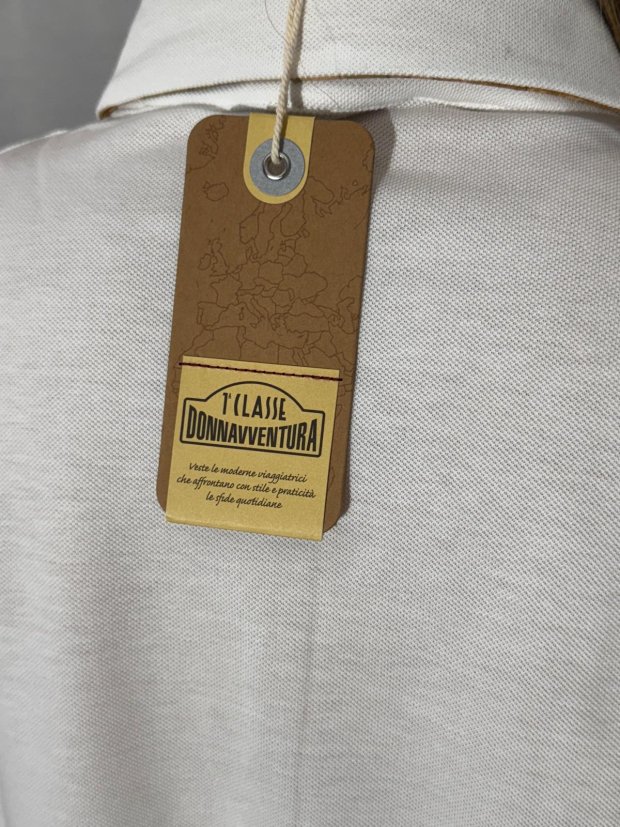 1ª CLASSE
DONNAVVENTURA
Veste le moderne viaggiatrici
che affrontano con stile e praticità
le sfide quotidiane